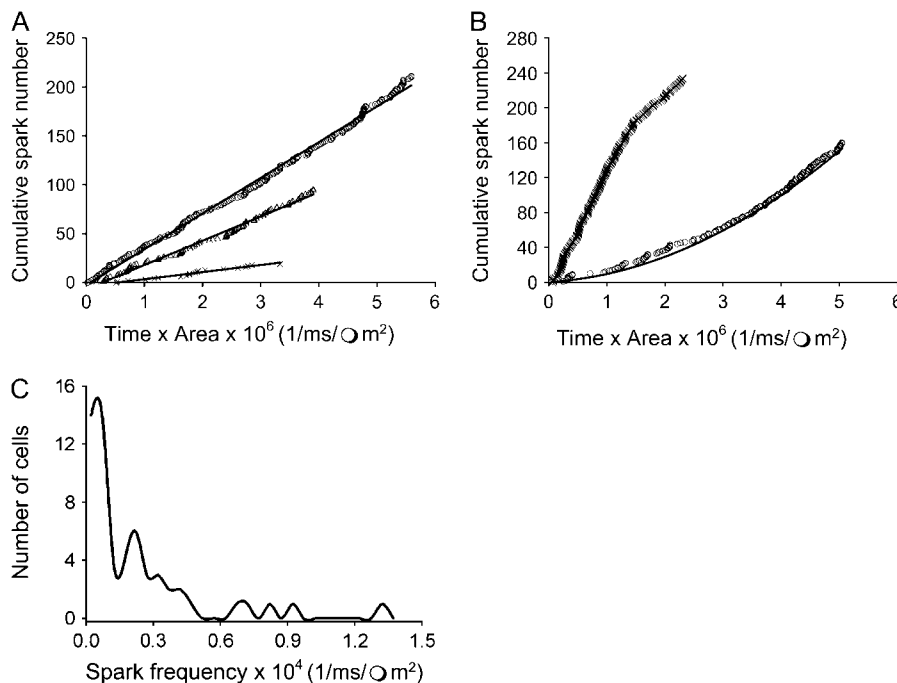 A
250
200
150
100
50
0
Cumulative spark number
0 1 2 3 4 5 6
Time x Area x 10⁶ (1/ms/❍m²)
B
280
240
200
160
120
80
40
0
Cumulative spark number
0 1 2 3 4 5 6
Time x Area x 10⁶ (1/ms/❍m²)
C
16
12
8
4
0
Number of cells
0.0 0.3 0.6 0.9 1.2 1.5
Spark frequency x 10⁴ (1/ms/❍m²)